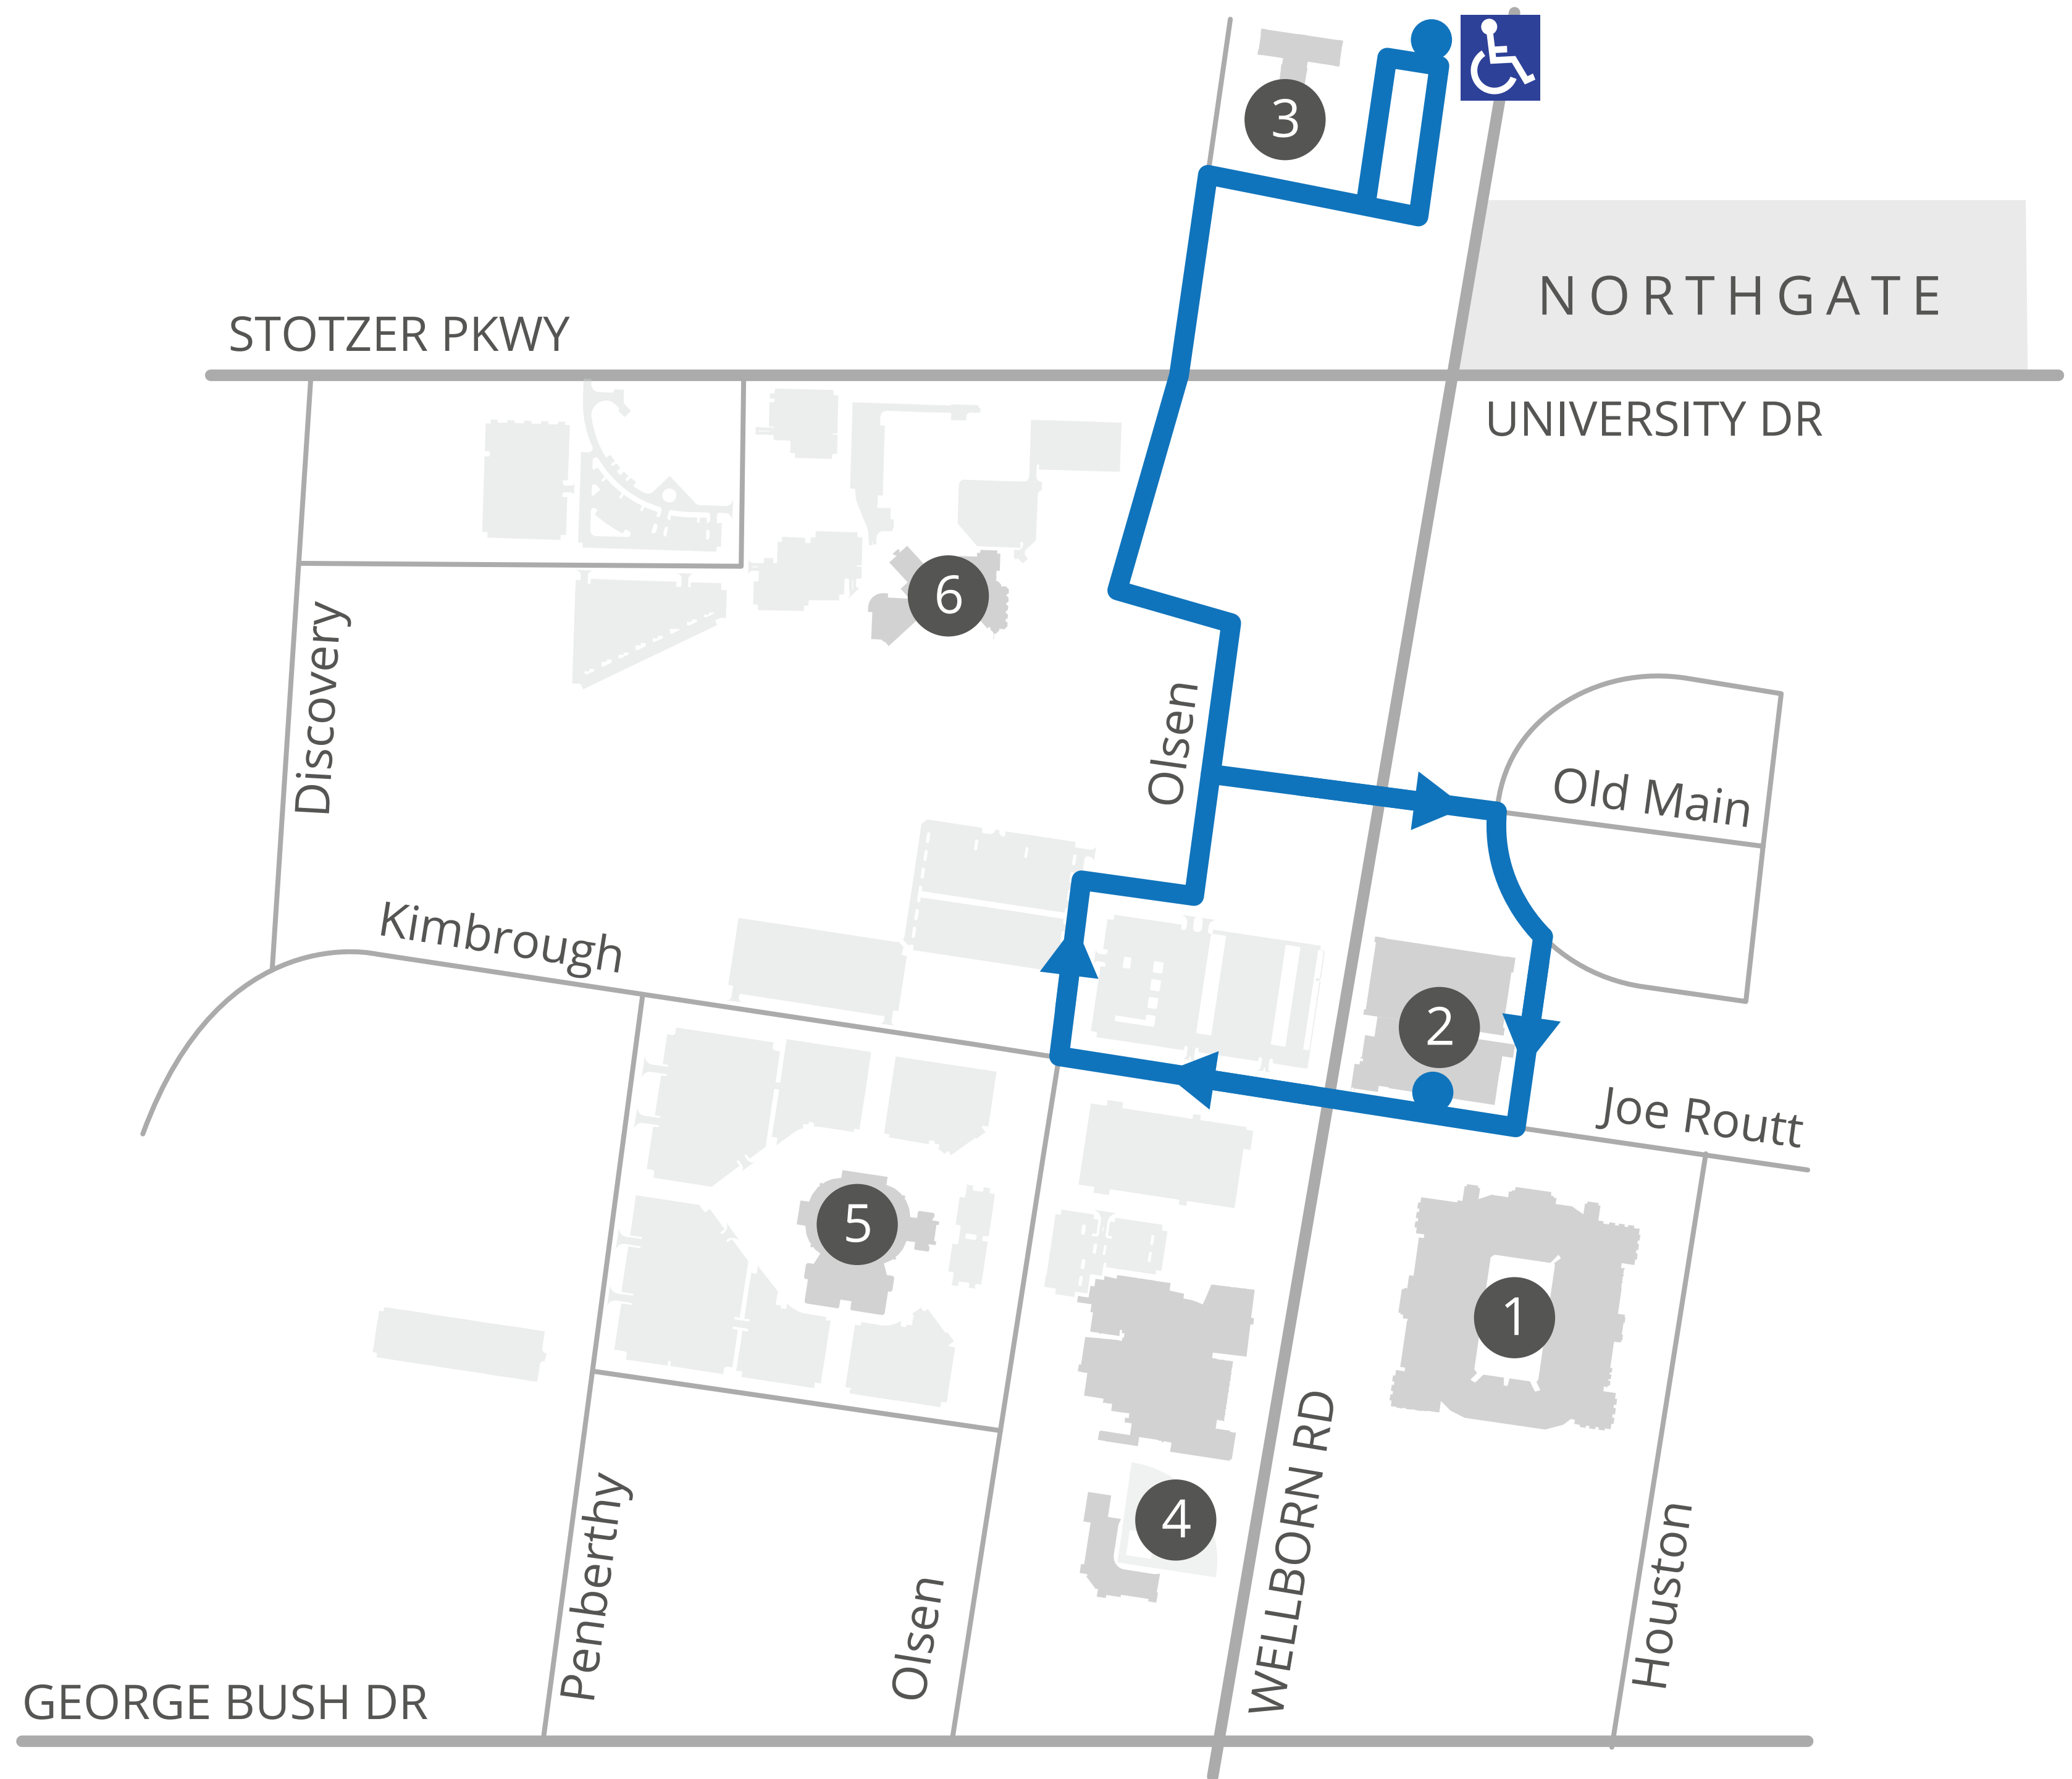 3
NORTHGATE
STOTZER PKWY
UNIVERSITY DR
6
Discovery
Olsen
Old Main
Kimbrough
2
Joe Routt
5
1
4
WELLBORN RD
Penberthy
Olsen
Houston
GEORGE BUSH DR